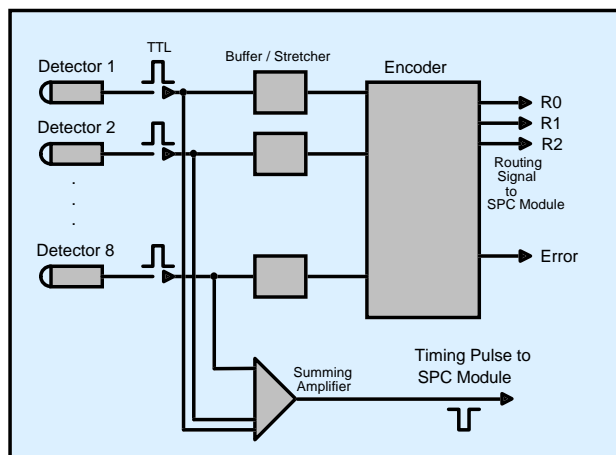 TTL
Buffer / Stretcher
Detector 1
Encoder
R0
Detector 2
R1
R2
Routing
Signal
to
SPC Module
.
.
.
Detector 8
Error
Timing Pulse to
SPC Module
Summing
Amplifier